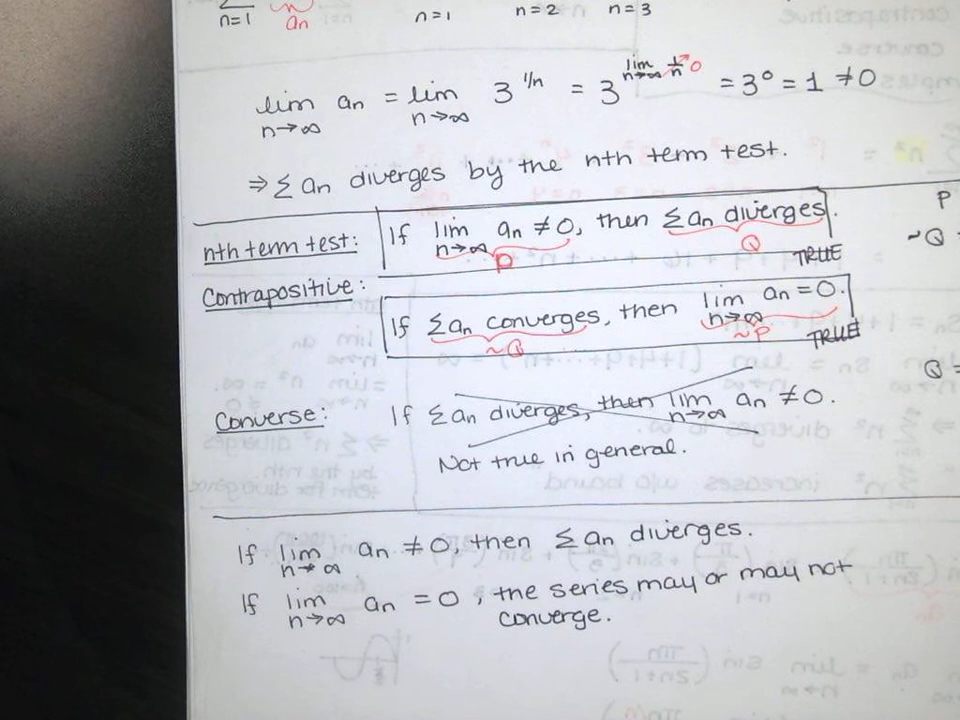 n=1 an n=1 n=2 n=3
lim n→∞ an = lim n→∞ 3^1/n = 3^lim n→∞ 1/n →0 = 3^0 = 1 ≠ 0
⇒ Σ an diverges by the nth term test.
nth term test: If lim n→∞ an ≠ 0, then Σ an diverges.
P Q TRUE
P
~Q
Contrapositive:
If Σ an converges, then lim n→∞ an = 0.
~Q ~P TRUE
Q =
Converse: If Σ an diverges, then lim n→∞ an ≠ 0.
Not true in general.
If lim n→∞ an ≠ 0, then Σ an diverges.
If lim n→∞ an = 0, the series may or may not
converge.